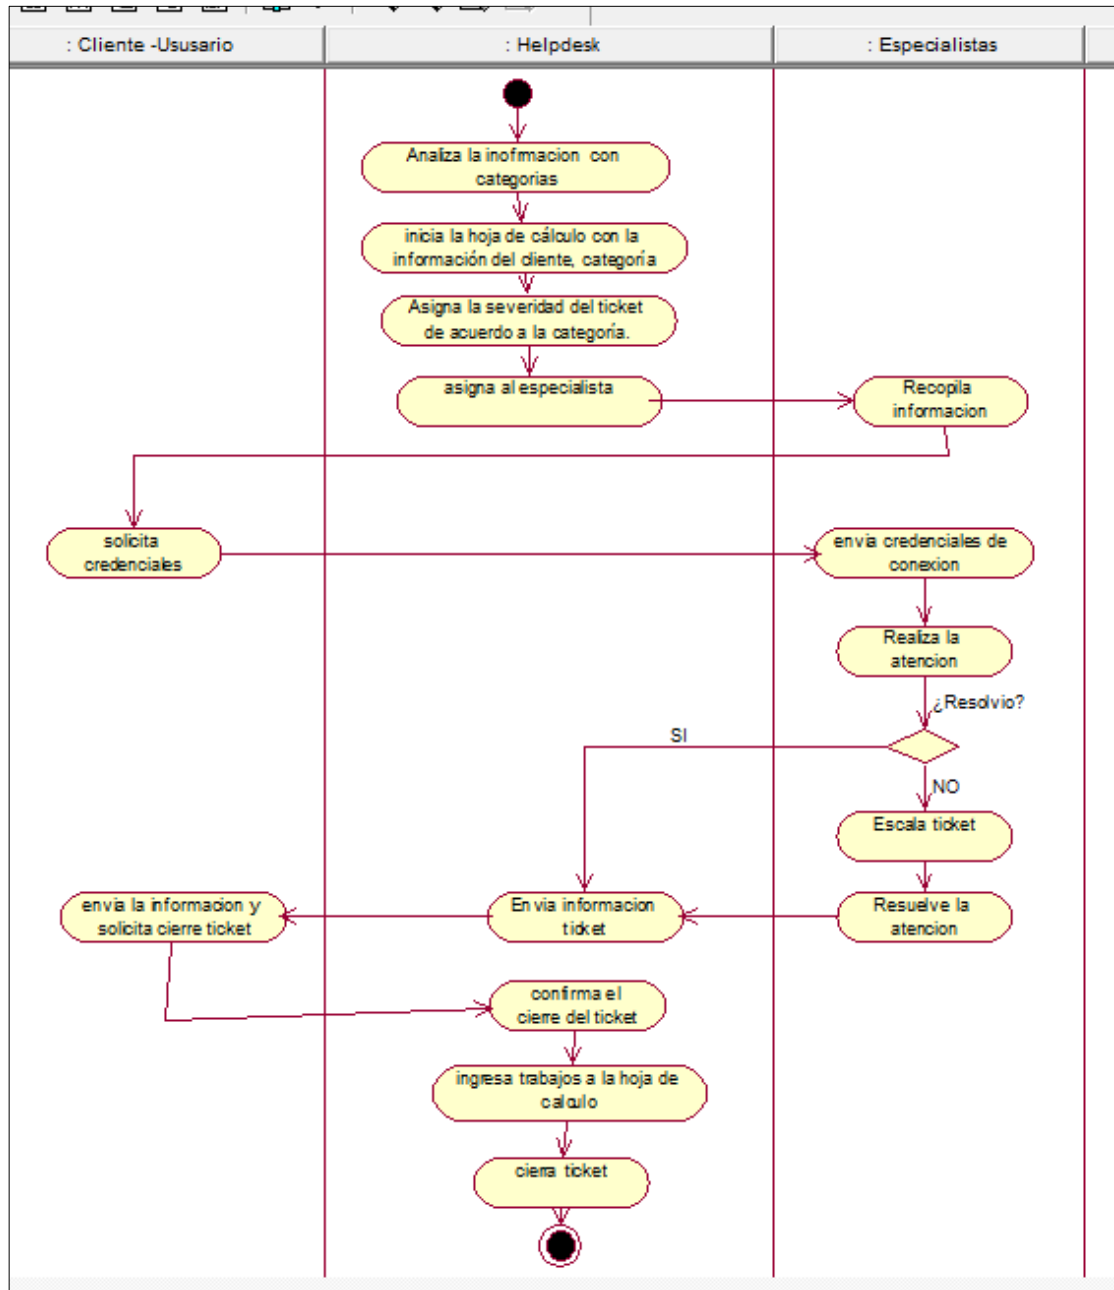 : Cliente -Ususario
: Helpdesk
: Especialistas
Analiza la inofrmacion con
categorias
inicia la hoja de cálculo con la
información del cliente, categoría
Asigna la severidad del ticket
de acuerdo a la categoría.
asigna al especialista
Recopila
informacion
solicita
credenciales
envia credenciales de
conexion
Realiza la
atencion
¿Resolvio?
SI
NO
Escala ticket
envia la informacion y
solicita cierre ticket
Envia informacion
ticket
Resuelve la
atencion
confirma el
cierre del ticket
ingresa trabajos a la hoja de
calculo
cierra ticket